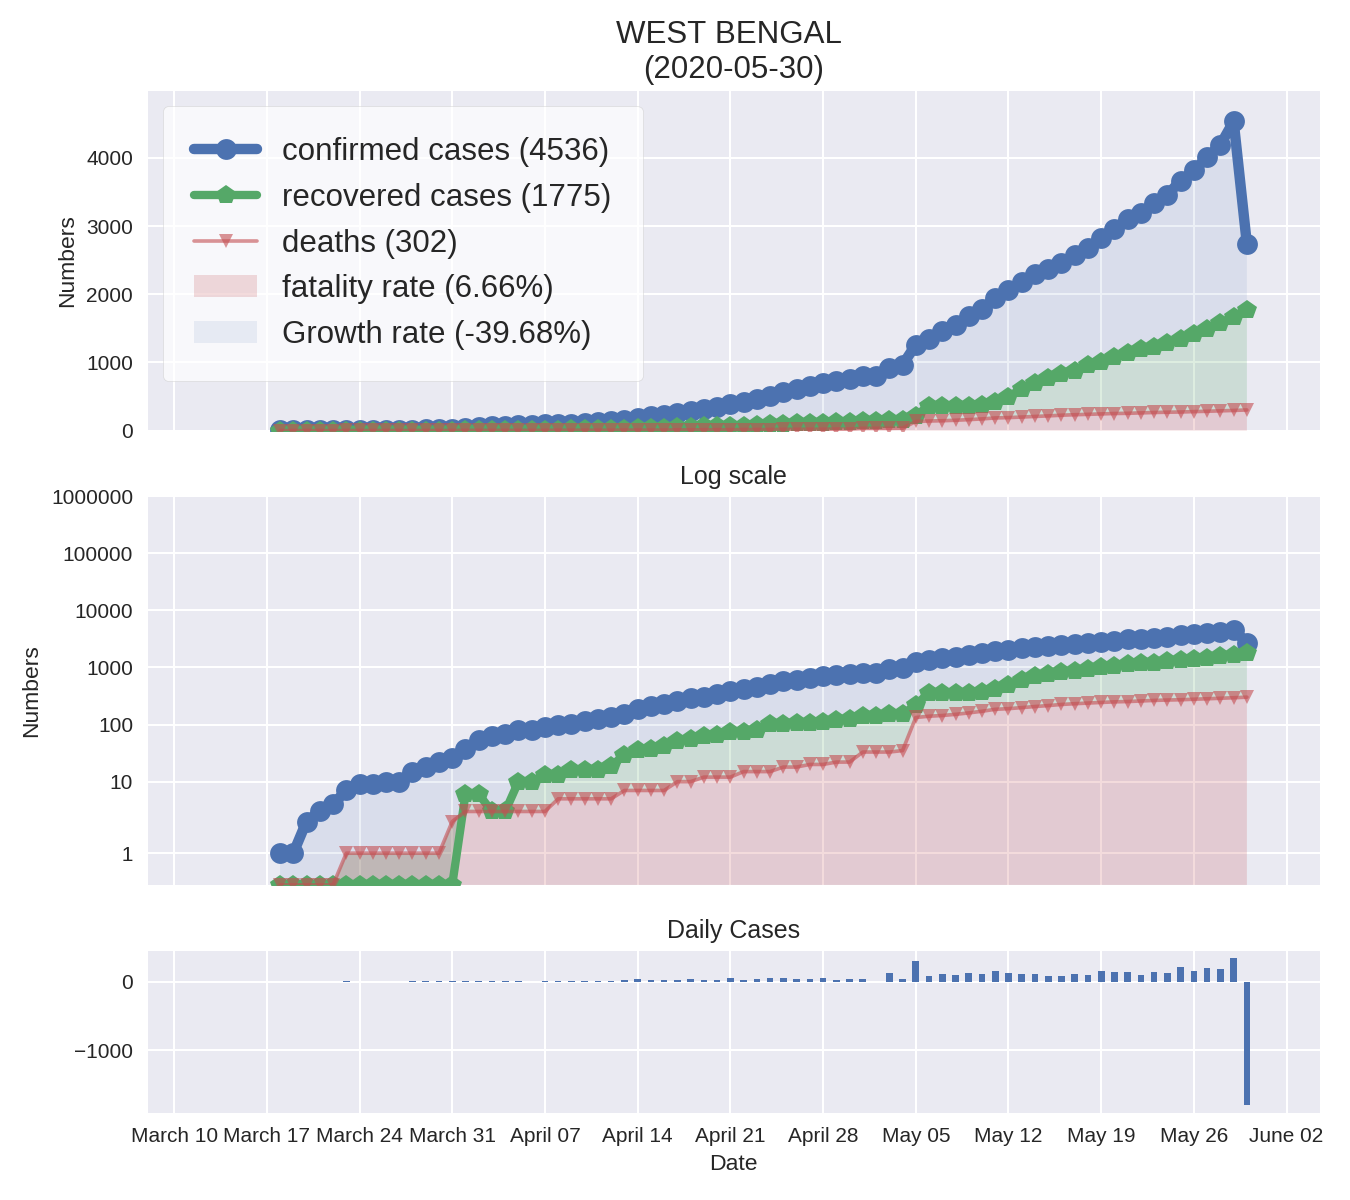 WEST BENGAL
(2020-05-30)
confirmed cases (4536)
recovered cases (1775)
deaths (302)
fatality rate (6.66%)
Growth rate (-39.68%)
Numbers
4000
3000
2000
1000
0
Log scale
Numbers
1000000
100000
10000
1000
100
10
1
Daily Cases
0
−1000
March 10 March 17 March 24 March 31 April 07 April 14 April 21 April 28 May 05 May 12 May 19 May 26 June 02
Date